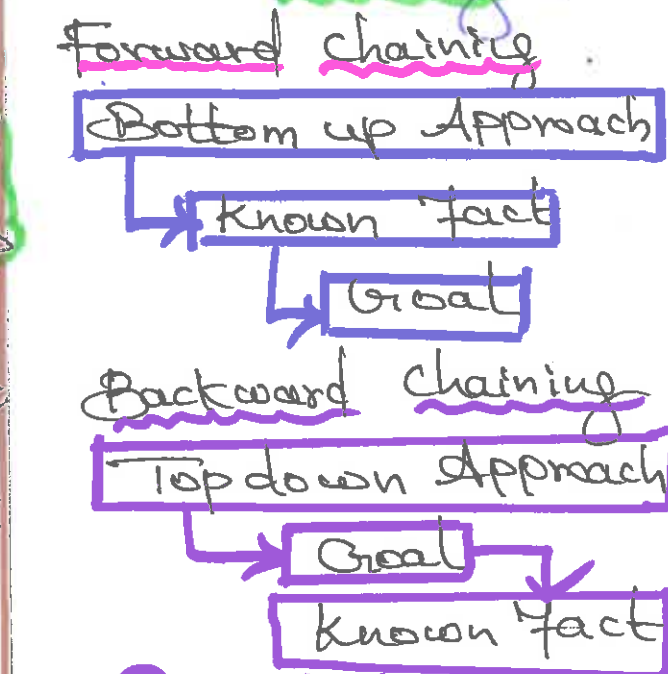 Forward chaining
Bottom up Approach
Known Fact
Goal
Backward chaining
Top down Approach
Goal
Known Fact